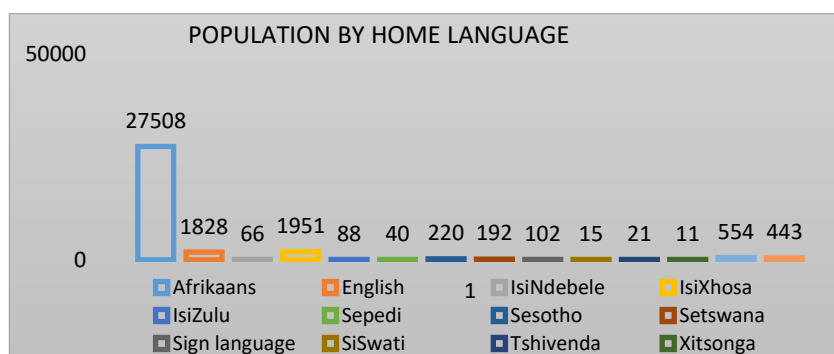 POPULATION BY HOME LANGUAGE
50000
27508
1828 66 1951 88 40 220 192 102 15 21 11 554 443
0
Afrikaans English 1 IsiNdebele IsiXhosa
IsiZulu Sepedi Sesotho Setswana
Sign language SiSwati Tshivenda Xitsonga